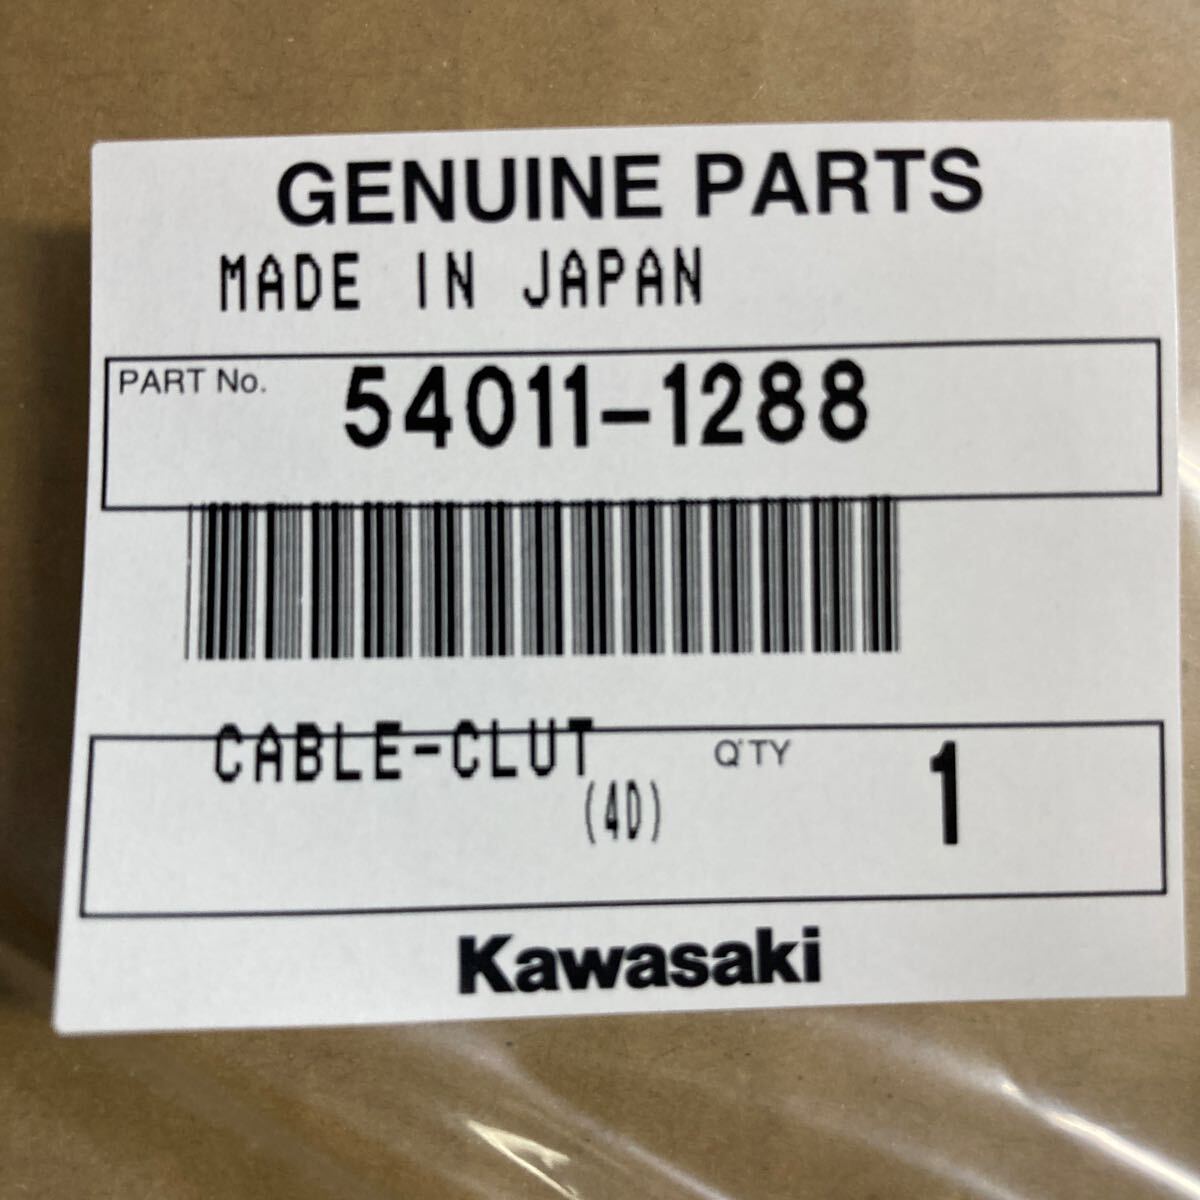 GENUINE PARTS
MADE IN JAPAN
PART No. 54011-1288
CABLE-CLUT Q'TY 1
(4D)
Kawasaki